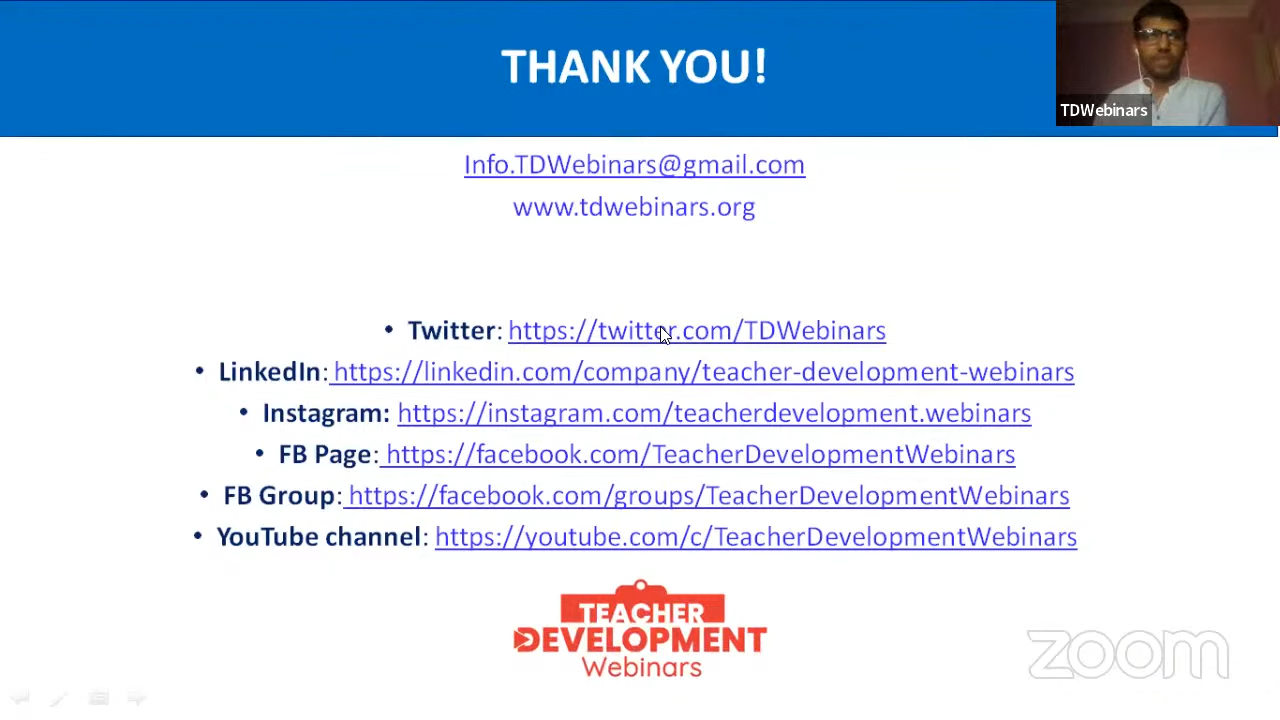 THANK YOU!
TDWebinars
Info.TDWebinars@gmail.com
www.tdwebinars.org
• Twitter: https://twitter.com/TDWebinars
• LinkedIn: https://linkedin.com/company/teacher-development-webinars
• Instagram: https://instagram.com/teacherdevelopment.webinars
• FB Page: https://facebook.com/TeacherDevelopmentWebinars
• FB Group: https://facebook.com/groups/TeacherDevelopmentWebinars
• YouTube channel: https://youtube.com/c/TeacherDevelopmentWebinars
TEACHER
DEVELOPMENT
Webinars
zoom